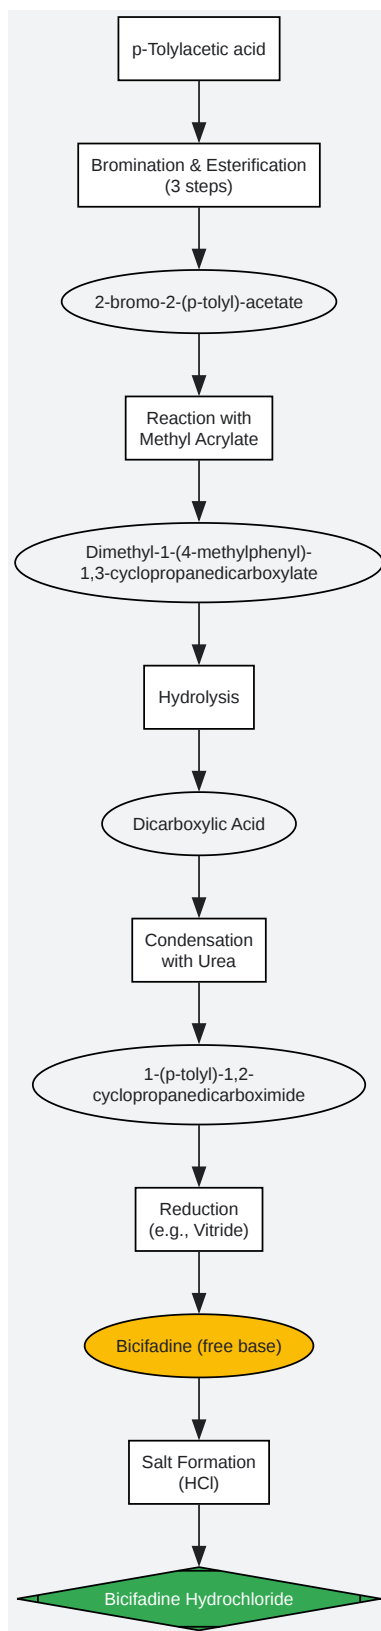 p-Tolylacetic acid
Bromination & Esterification
(3 steps)
2-bromo-2-(p-tolyl)-acetate
Reaction with
Methyl Acrylate
Dimethyl-1-(4-methylphenyl)-
1,3-cyclopropanedicarboxylate
Hydrolysis
Dicarboxylic Acid
Condensation
with Urea
1-(p-tolyl)-1,2-
cyclopropanedicarboximide
Reduction
(e.g., Vitride)
Bicifadine (free base)
Salt Formation
(HCl)
Bicifadine Hydrochloride